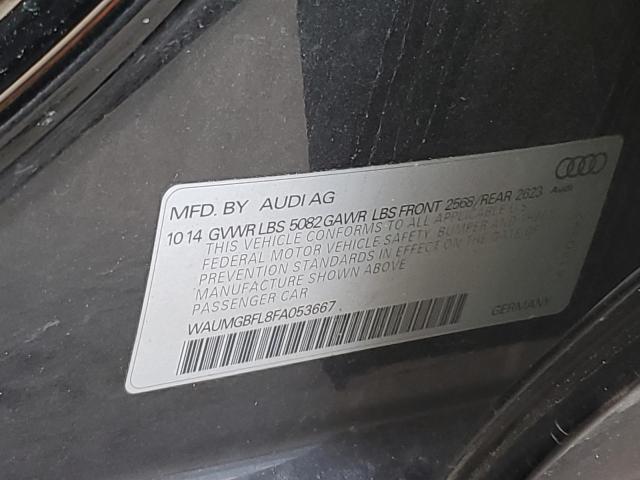 MFD. BY AUDI AG
10 14 GVWR LBS 5082 GAWR LBS FRONT 2568/REAR 2623
Audi
THIS VEHICLE CONFORMS TO ALL APPLICABLE U.S.
FEDERAL MOTOR VEHICLE SAFETY, BUMPER AND THEFT
PREVENTION STANDARDS IN EFFECT ON THE DATE OF
MANUFACTURE SHOWN ABOVE
PASSENGER CAR
WAUMGBFL8FA053667
GERMANY